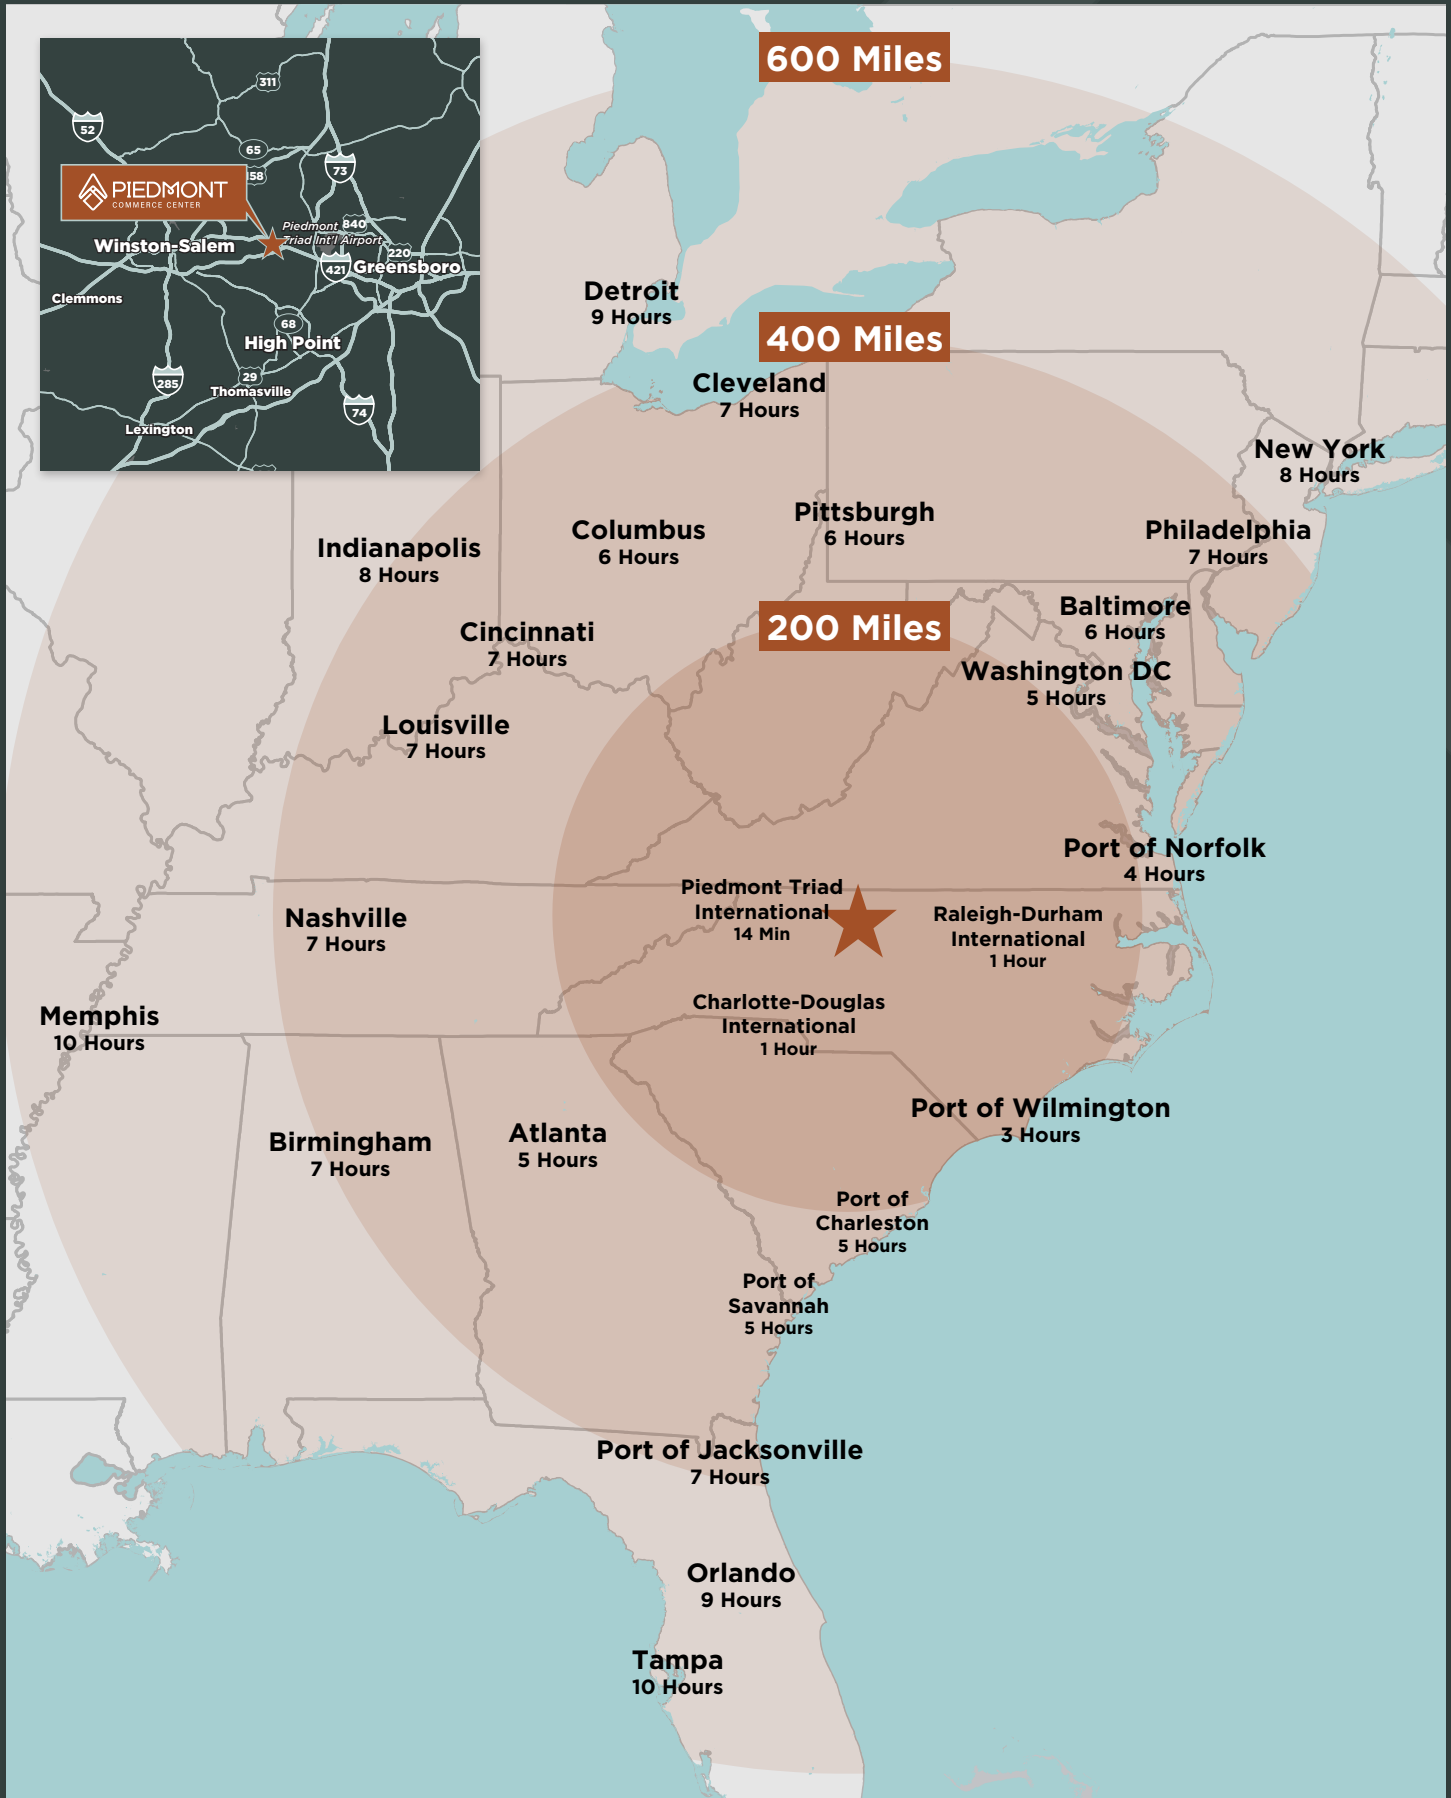 600 Miles
311
52
65
158
73
PIEDMONT
COMMERCE CENTER
Piedmont
Triad Int'l Airport
840
Winston-Salem
220
421
Greensboro
Clemmons
68
High Point
285
29
Thomasville
74
Lexington
Detroit
9 Hours
400 Miles
Cleveland
7 Hours
New York
8 Hours
Pittsburgh
6 Hours
Columbus
6 Hours
Philadelphia
7 Hours
Indianapolis
8 Hours
Baltimore
6 Hours
200 Miles
Cincinnati
7 Hours
Washington DC
5 Hours
Louisville
7 Hours
Port of Norfolk
4 Hours
Piedmont Triad
International
14 Min
Raleigh-Durham
International
1 Hour
Nashville
7 Hours
Charlotte-Douglas
International
1 Hour
Memphis
10 Hours
Port of Wilmington
3 Hours
Atlanta
5 Hours
Birmingham
7 Hours
Port of
Charleston
5 Hours
Port of
Savannah
5 Hours
Port of Jacksonville
7 Hours
Orlando
9 Hours
Tampa
10 Hours